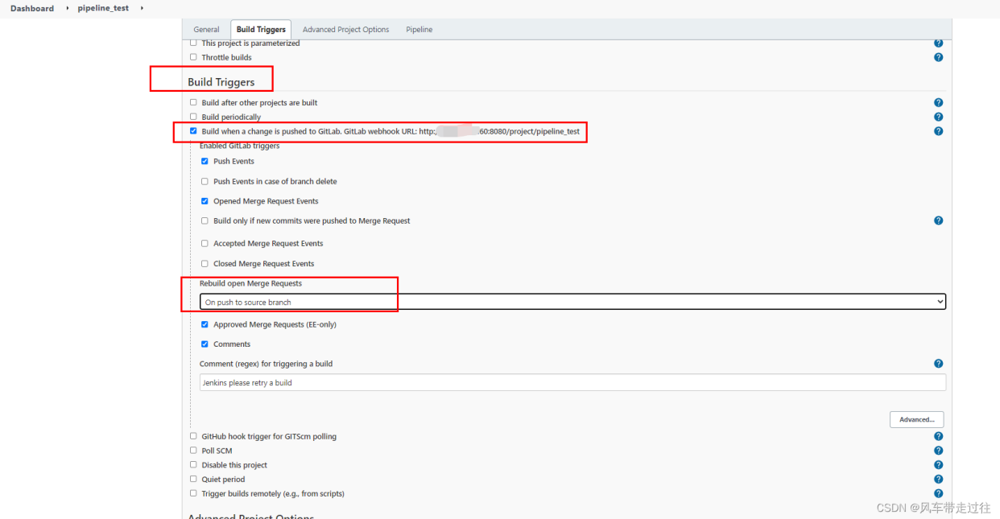 Dashboard pipeline_test
General Build Triggers Advanced Project Options Pipeline
This project is parameterized
Throttle builds
Build Triggers
Build after other projects are built
Build periodically
Build when a change is pushed to GitLab. GitLab webhook URL: http:/ .60:8080/project/pipeline_test
Enabled GitLab triggers
Push Events
Push Events in case of branch delete
Opened Merge Request Events
Build only if new commits were pushed to Merge Request
Accepted Merge Request Events
Closed Merge Request Events
Rebuild open Merge Requests
On push to source branch
Approved Merge Requests (EE-only)
Comments
Comment (regex) for triggering a build
Jenkins please retry a build
Advanced...
GitHub hook trigger for GITScm polling
Poll SCM
Disable this project
Quiet period
Trigger builds remotely (e.g., from scripts)
Advanced Project Options
CSDN @风车带走过往